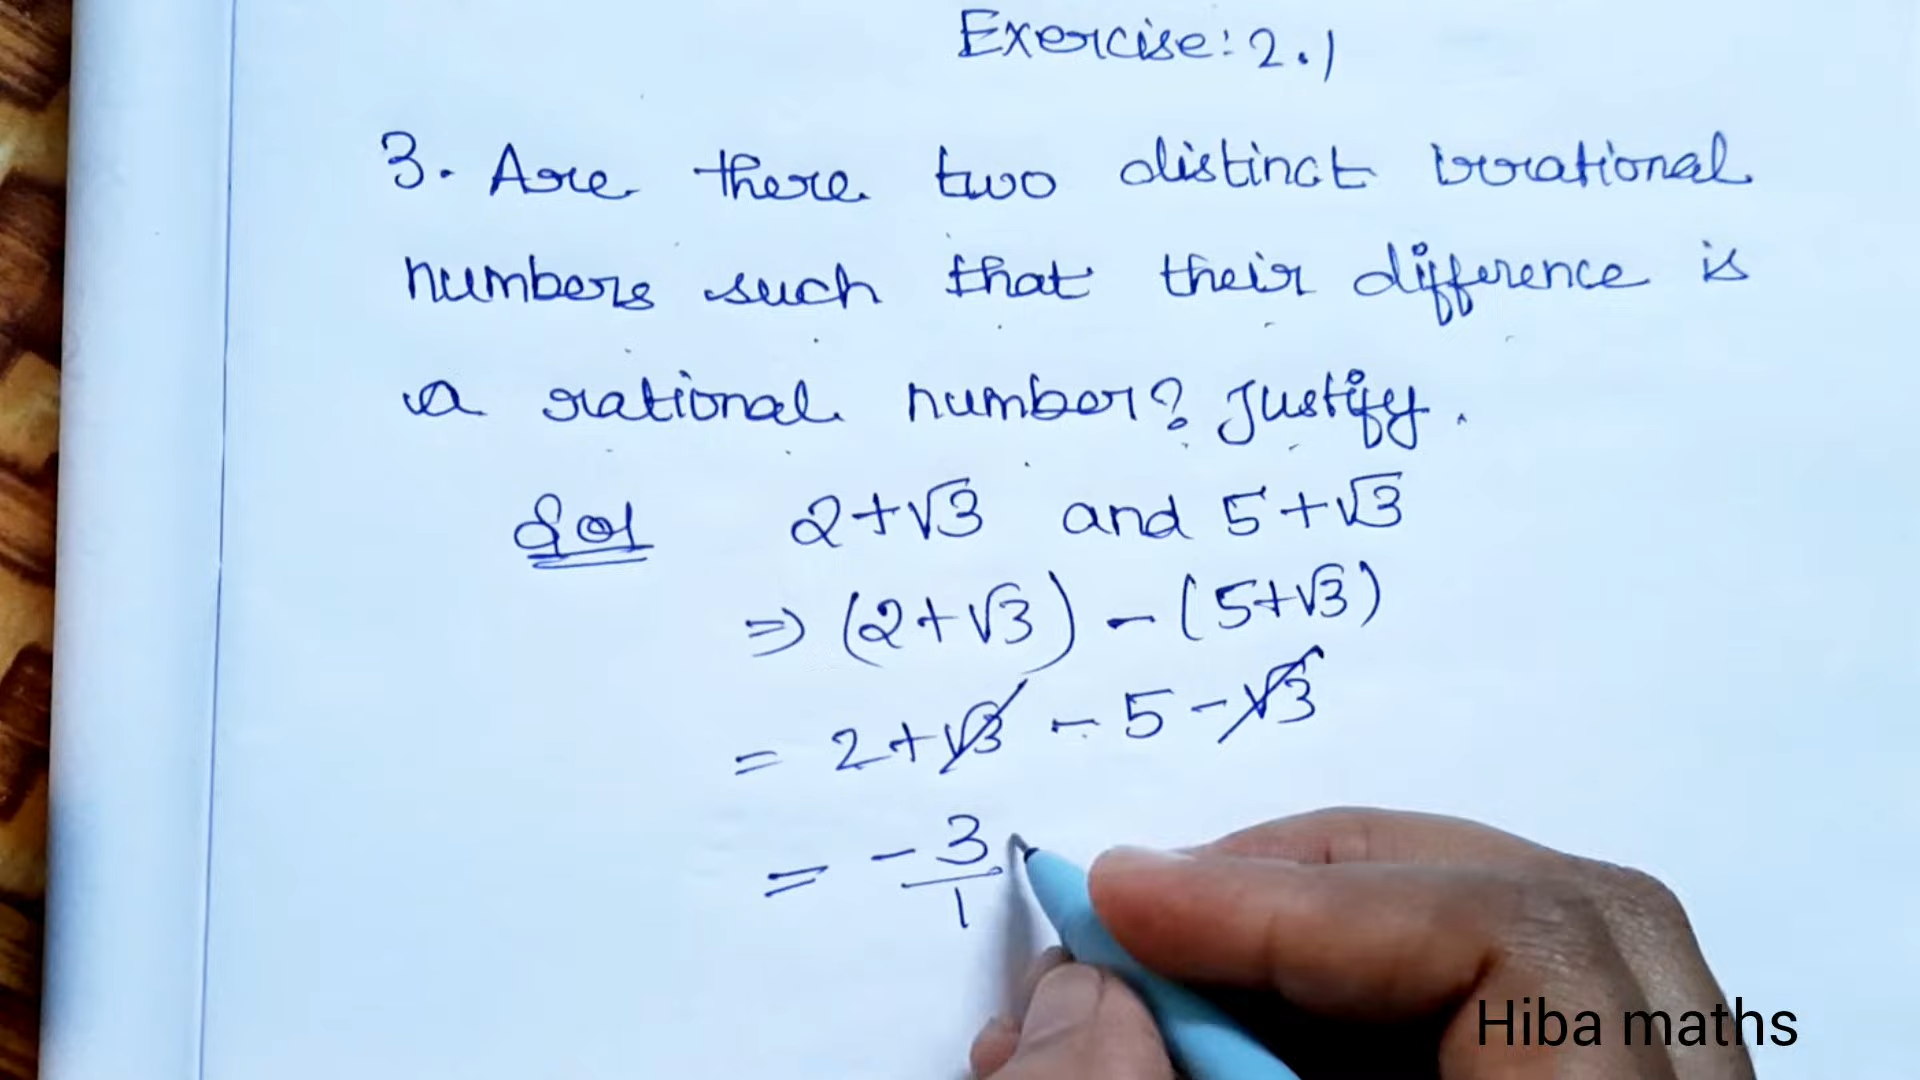 Exercise: 2.1
3. Are there two distinct irrational
numbers such that their difference is
a rational number? Justify.
Sol 2+√3 and 5+√3
⇒ (2+√3) - (5+√3)
= 2+√3 - 5 - √3
= -3/1
Hiba maths